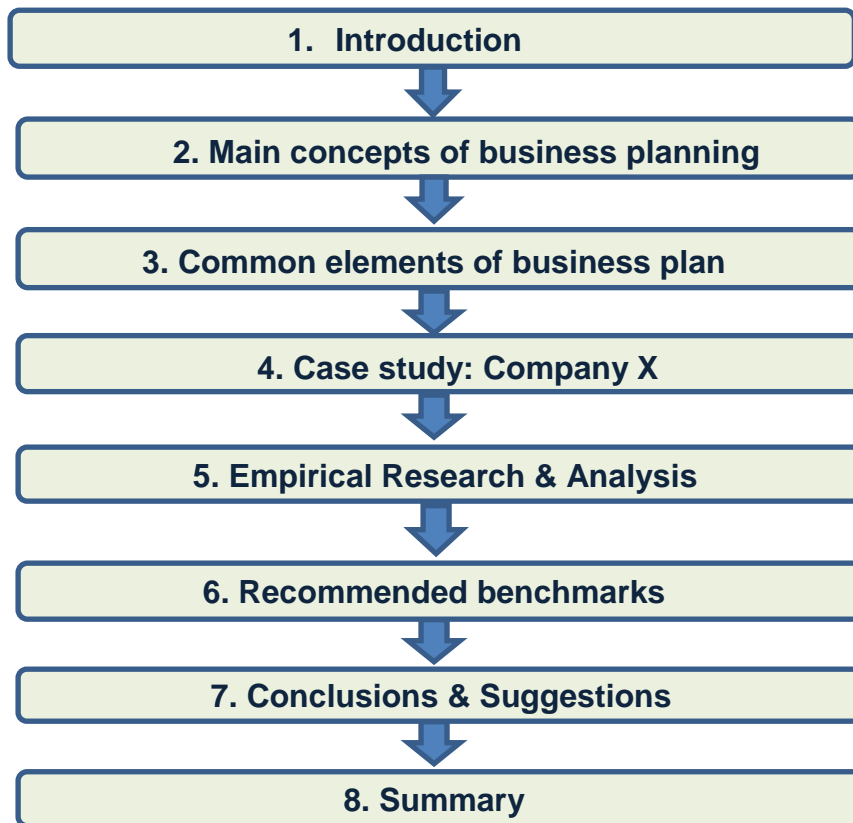 1. Introduction
2. Main concepts of business planning
3. Common elements of business plan
4. Case study: Company X
5. Empirical Research & Analysis
6. Recommended benchmarks
7. Conclusions & Suggestions
8. Summary